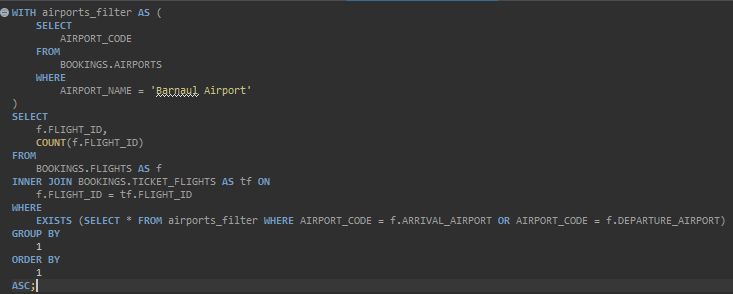 WITH airports_filter AS (
    SELECT
        AIRPORT_CODE
    FROM
        BOOKINGS.AIRPORTS
    WHERE
        AIRPORT_NAME = 'Barnaul Airport'
)
SELECT
    f.FLIGHT_ID,
    COUNT(f.FLIGHT_ID)
FROM
    BOOKINGS.FLIGHTS AS f
INNER JOIN BOOKINGS.TICKET_FLIGHTS AS tf ON
    f.FLIGHT_ID = tf.FLIGHT_ID
WHERE
    EXISTS (SELECT * FROM airports_filter WHERE AIRPORT_CODE = f.ARRIVAL_AIRPORT OR AIRPORT_CODE = f.DEPARTURE_AIRPORT)
GROUP BY
    1
ORDER BY
    1
ASC;